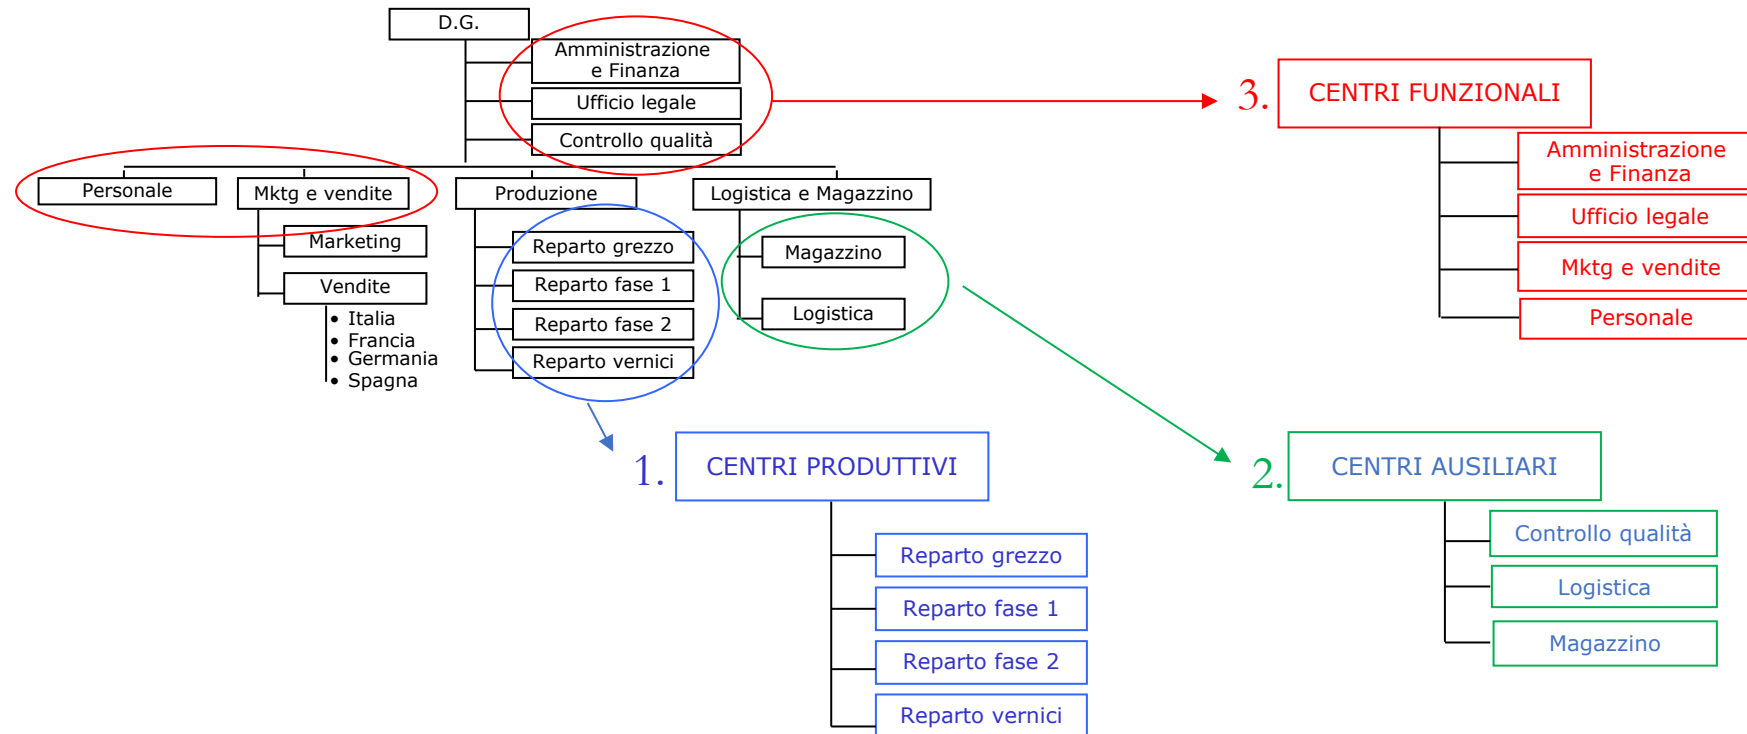 D.G.
Amministrazione
e Finanza
Ufficio legale
Controllo qualità
Personale
Mktg e vendite
Produzione
Logistica e Magazzino
Marketing
Vendite
• Italia
• Francia
• Germania
• Spagna
Reparto grezzo
Reparto fase 1
Reparto fase 2
Reparto vernici
Magazzino
Logistica
3. CENTRI FUNZIONALI
Amministrazione
e Finanza
Ufficio legale
Mktg e vendite
Personale
1. CENTRI PRODUTTIVI
Reparto grezzo
Reparto fase 1
Reparto fase 2
Reparto vernici
2. CENTRI AUSILIARI
Controllo qualità
Logistica
Magazzino